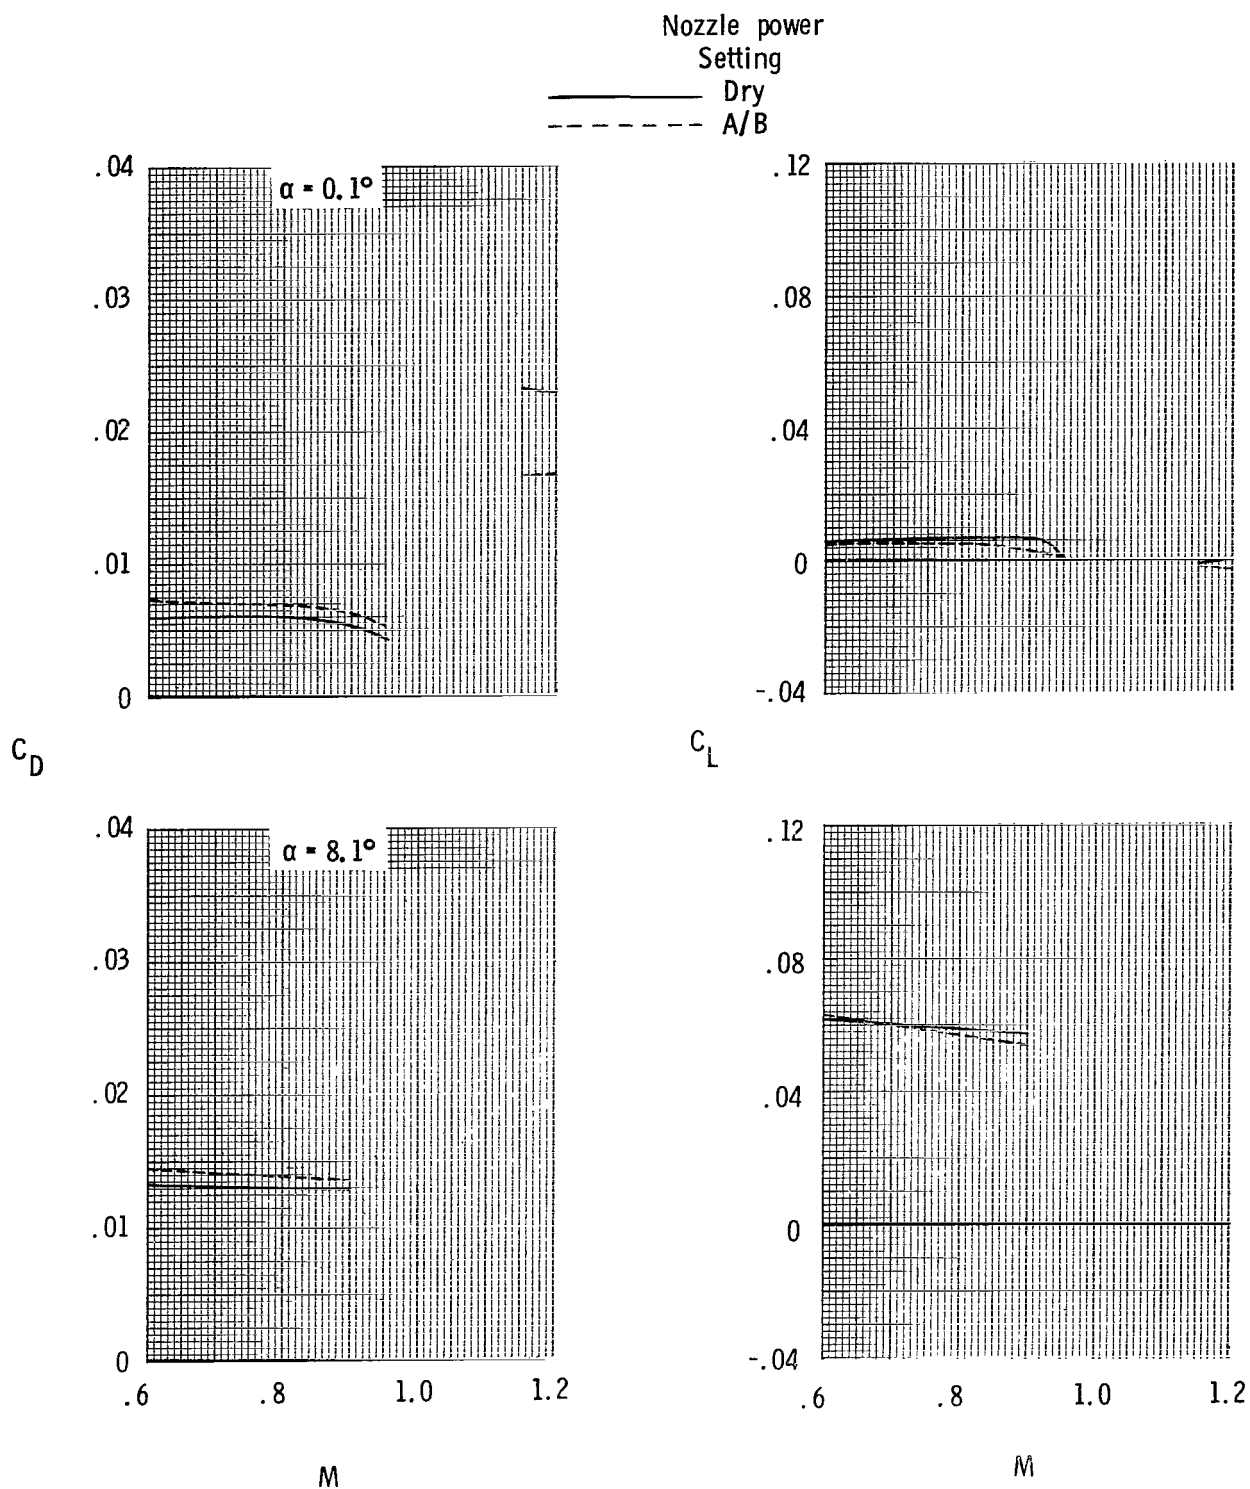 Nozzle power
Setting
Dry
A/B
.04
α = 0.1°
.03
.02
.01
0
.12
.08
.04
0
-.04
C_D
C_L
.04
α = 8.1°
.03
.02
.01
0
.6 .8 1.0 1.2
M
.12
.08
.04
0
-.04
.6 .8 1.0 1.2
M